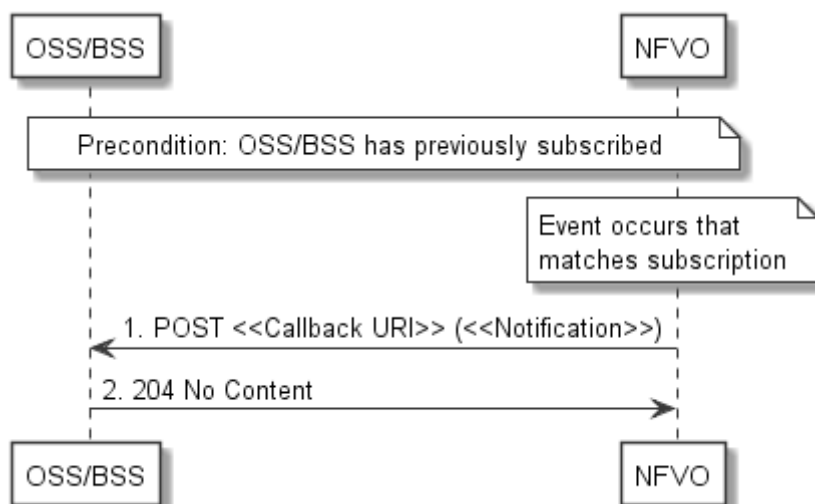 OSS/BSS
NFVO
Precondition: OSS/BSS has previously subscribed
Event occurs that
matches subscription
1. POST <<Callback URI>> (<<Notification>>)
2. 204 No Content
OSS/BSS
NFVO